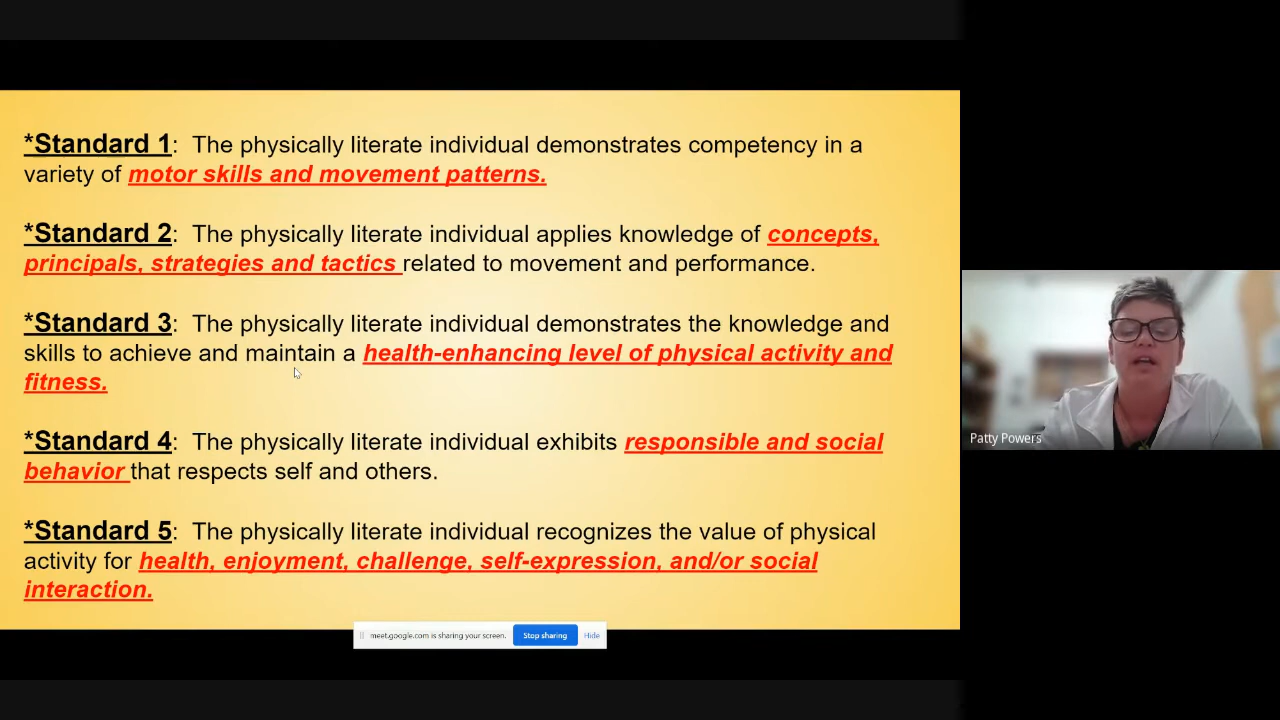 *Standard 1: The physically literate individual demonstrates competency in a
variety of motor skills and movement patterns.
*Standard 2: The physically literate individual applies knowledge of concepts,
principals, strategies and tactics related to movement and performance.
*Standard 3: The physically literate individual demonstrates the knowledge and
skills to achieve and maintain a health-enhancing level of physical activity and
fitness.
*Standard 4: The physically literate individual exhibits responsible and social
behavior that respects self and others.
*Standard 5: The physically literate individual recognizes the value of physical
activity for health, enjoyment, challenge, self-expression, and/or social
interaction.
meet.google.com is sharing your screen. Stop sharing Hide
Patty Powers